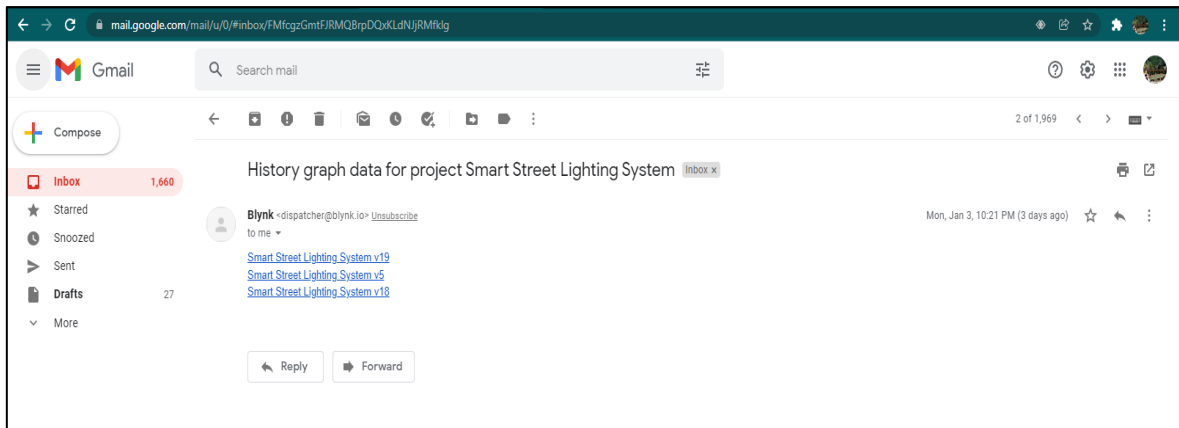 mail.google.com/mail/u/0/#inbox/FMfcgzGmtFJRMQBrpDQxKLdNJjRMfklg
Gmail
Search mail
Compose
2 of 1,969
History graph data for project Smart Street Lighting System Inbox x
Inbox 1,660
Starred
Snoozed
Sent
Drafts 27
More
Blynk <dispatcher@blynk.io> Unsubscribe
Mon, Jan 3, 10:21 PM (3 days ago)
to me
Smart Street Lighting System v19
Smart Street Lighting System v5
Smart Street Lighting System v18
Reply
Forward